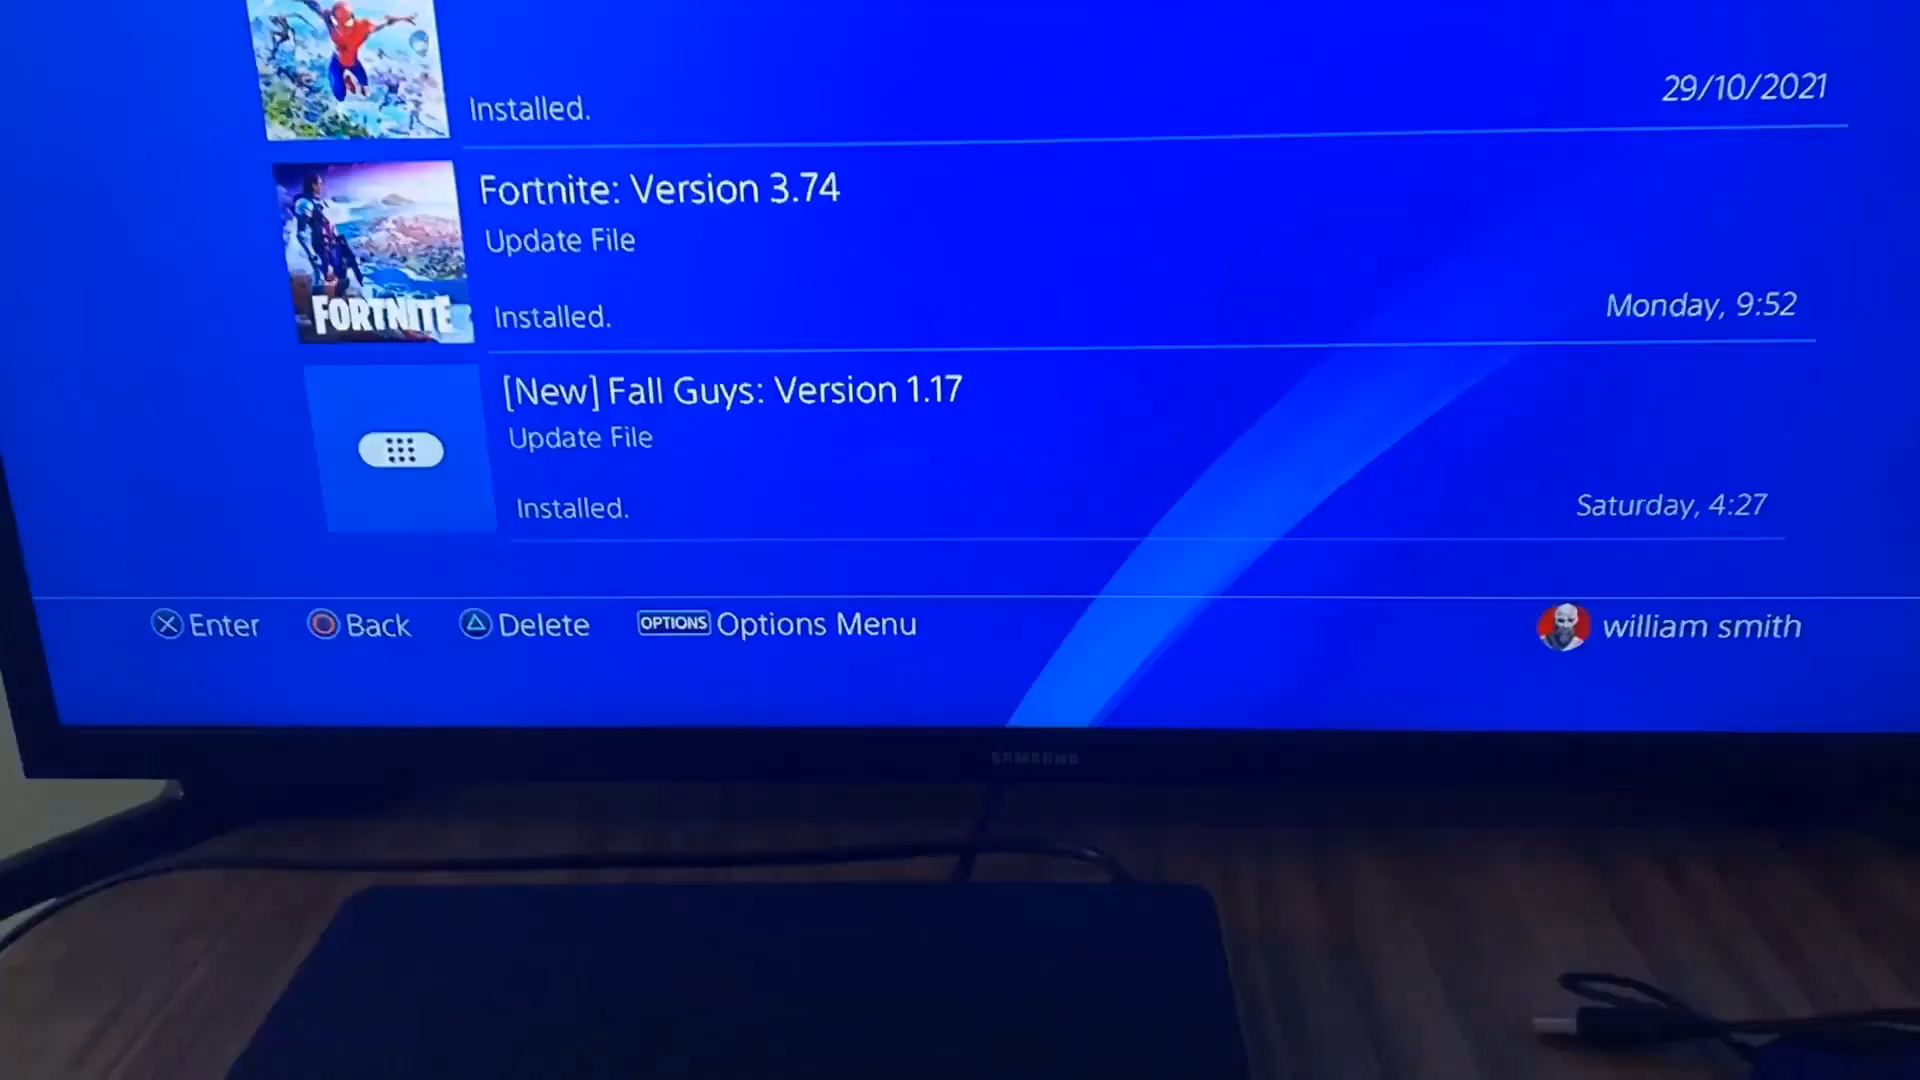 Installed.
29/10/2021
Fortnite: Version 3.74
Update File
FORTNITE
Installed.
Monday, 9:52
[New] Fall Guys: Version 1.17
Update File
Installed.
Saturday, 4:27
Enter
Back
Delete
OPTIONS Options Menu
william smith
SAMSUNG